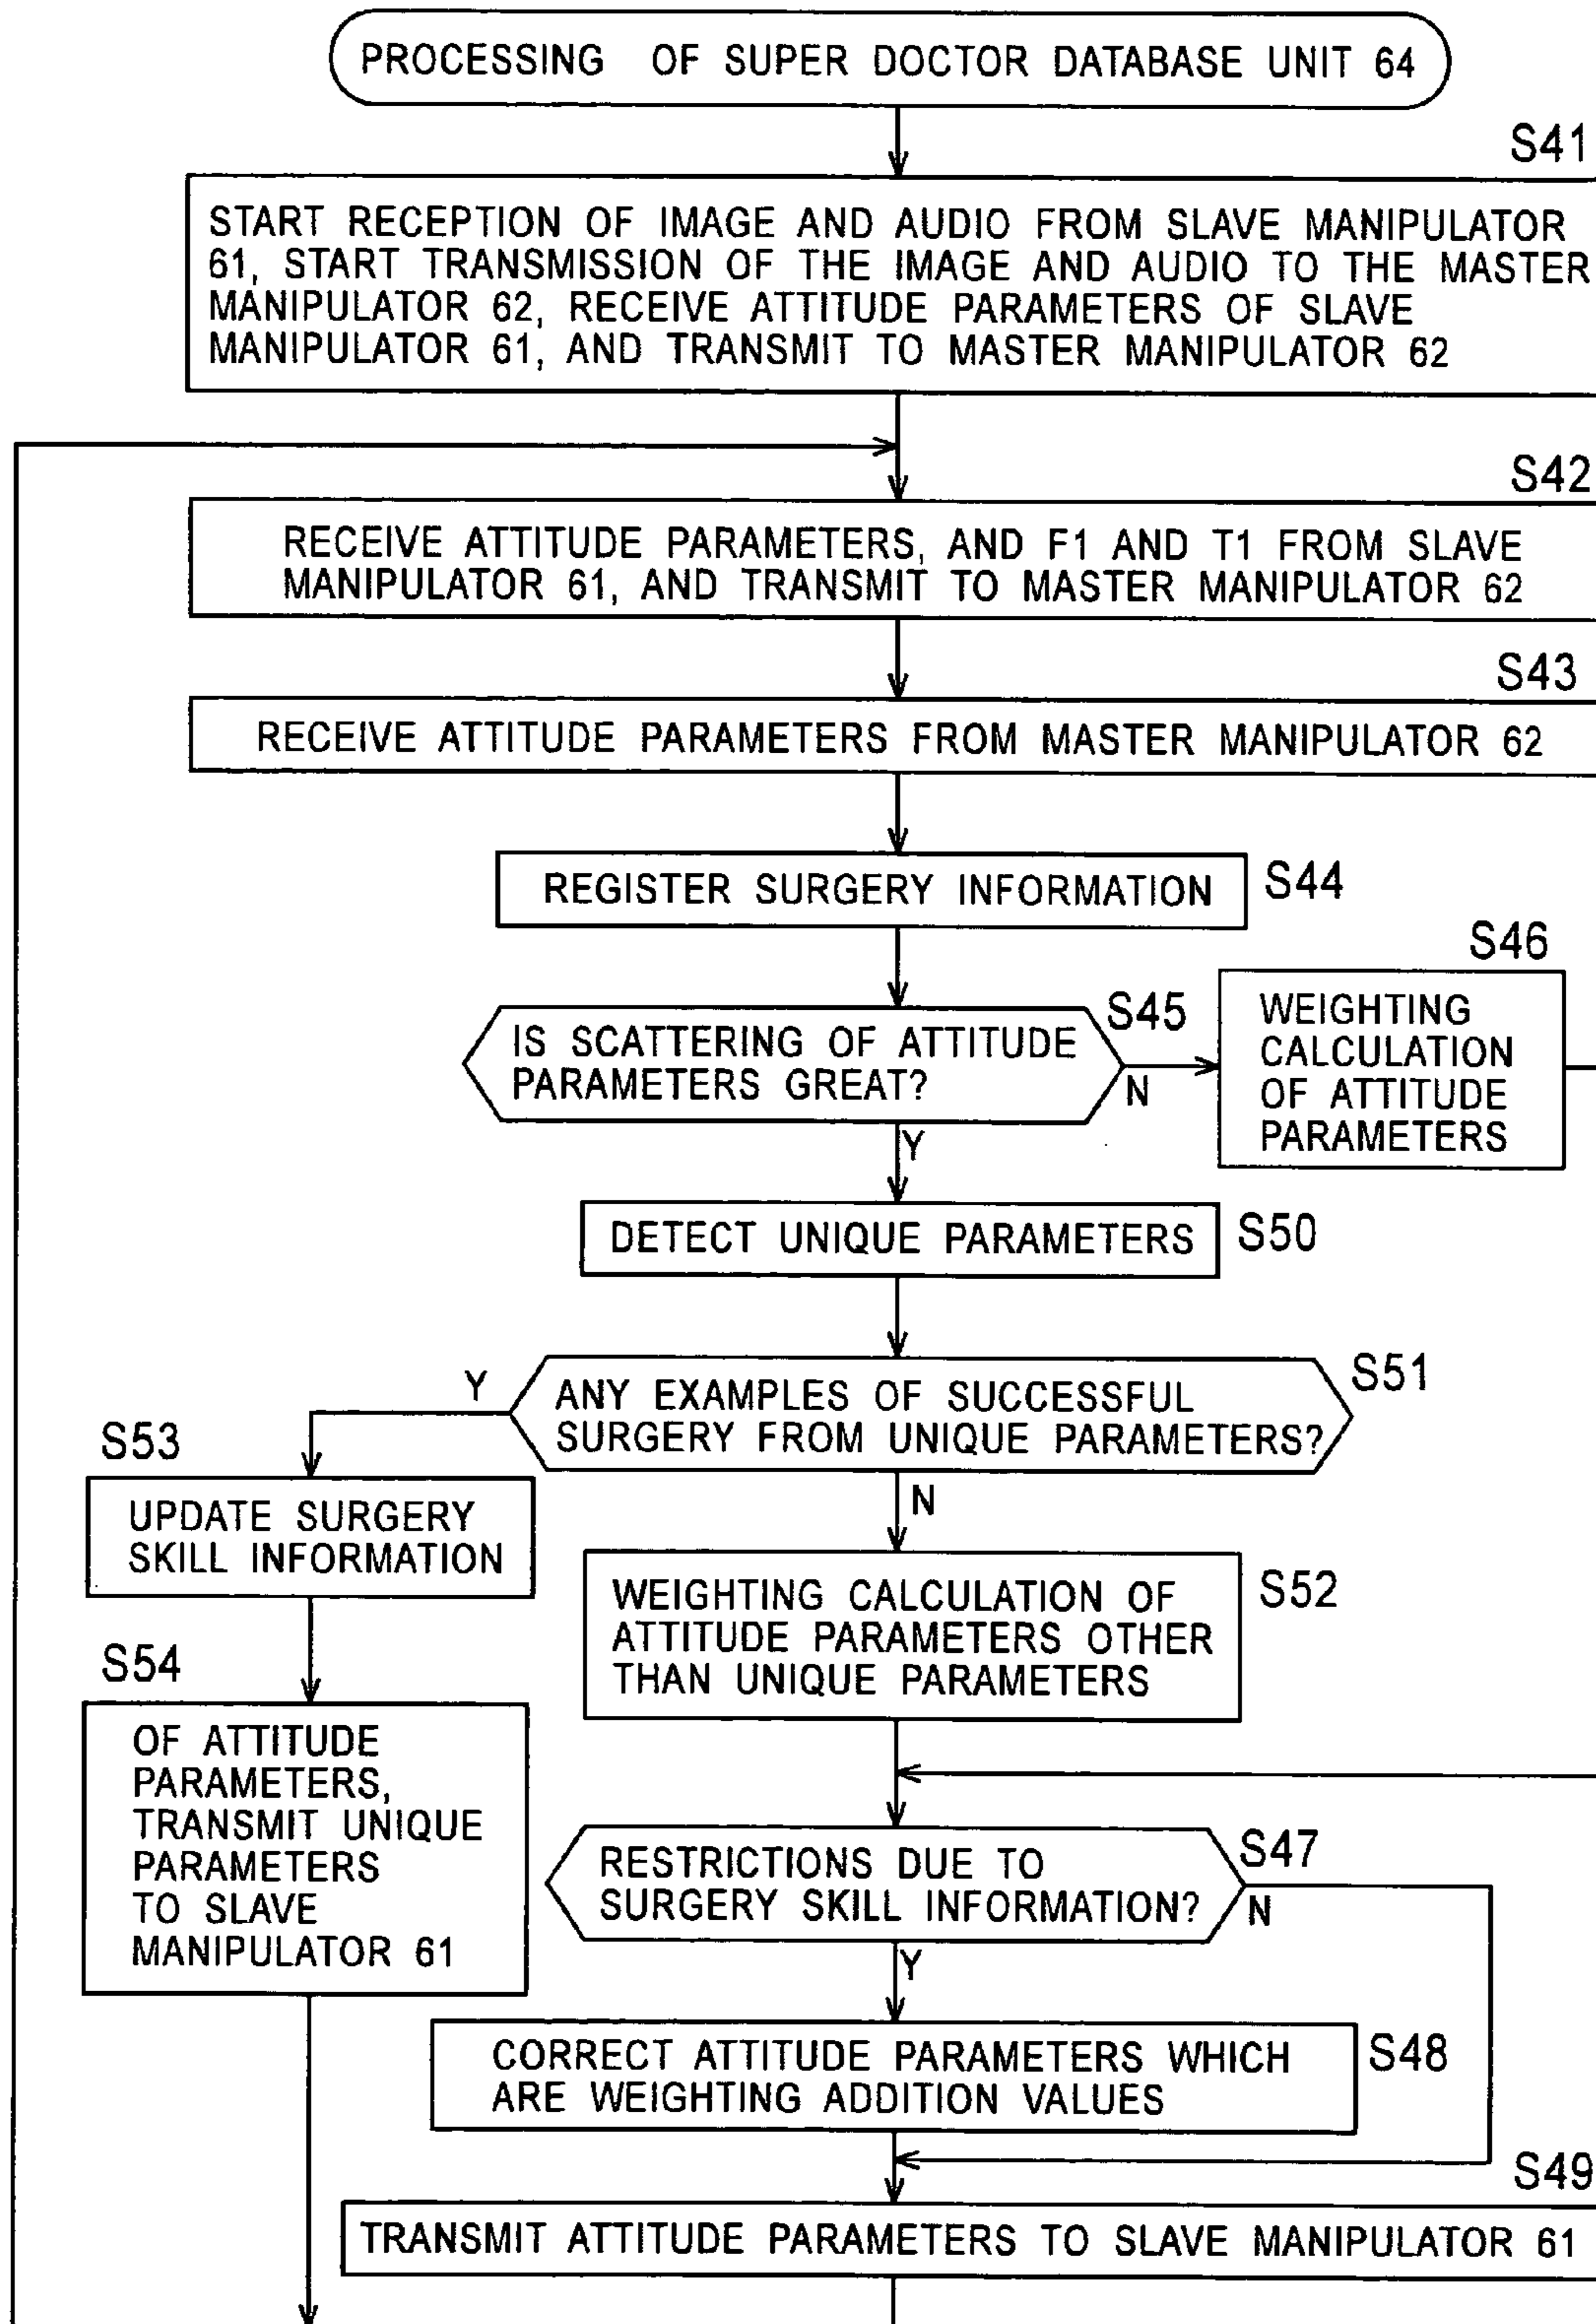 PROCESSING OF SUPER DOCTOR DATABASE UNIT 64
S41
START RECEPTION OF IMAGE AND AUDIO FROM SLAVE MANIPULATOR
61, START TRANSMISSION OF THE IMAGE AND AUDIO TO THE MASTER
MANIPULATOR 62, RECEIVE ATTITUDE PARAMETERS OF SLAVE
MANIPULATOR 61, AND TRANSMIT TO MASTER MANIPULATOR 62
S42
RECEIVE ATTITUDE PARAMETERS, AND F1 AND T1 FROM SLAVE
MANIPULATOR 61, AND TRANSMIT TO MASTER MANIPULATOR 62
S43
RECEIVE ATTITUDE PARAMETERS FROM MASTER MANIPULATOR 62
REGISTER SURGERY INFORMATION
S44
IS SCATTERING OF ATTITUDE
PARAMETERS GREAT?
S45
N
S46
WEIGHTING
CALCULATION
OF ATTITUDE
PARAMETERS
Y
DETECT UNIQUE PARAMETERS
S50
ANY EXAMPLES OF SUCCESSFUL
SURGERY FROM UNIQUE PARAMETERS?
S51
Y
S53
UPDATE SURGERY
SKILL INFORMATION
N
WEIGHTING CALCULATION OF
ATTITUDE PARAMETERS OTHER
THAN UNIQUE PARAMETERS
S52
S54
OF ATTITUDE
PARAMETERS,
TRANSMIT UNIQUE
PARAMETERS
TO SLAVE
MANIPULATOR 61
RESTRICTIONS DUE TO
SURGERY SKILL INFORMATION?
S47
N
Y
CORRECT ATTITUDE PARAMETERS WHICH
ARE WEIGHTING ADDITION VALUES
S48
S49
TRANSMIT ATTITUDE PARAMETERS TO SLAVE MANIPULATOR 61